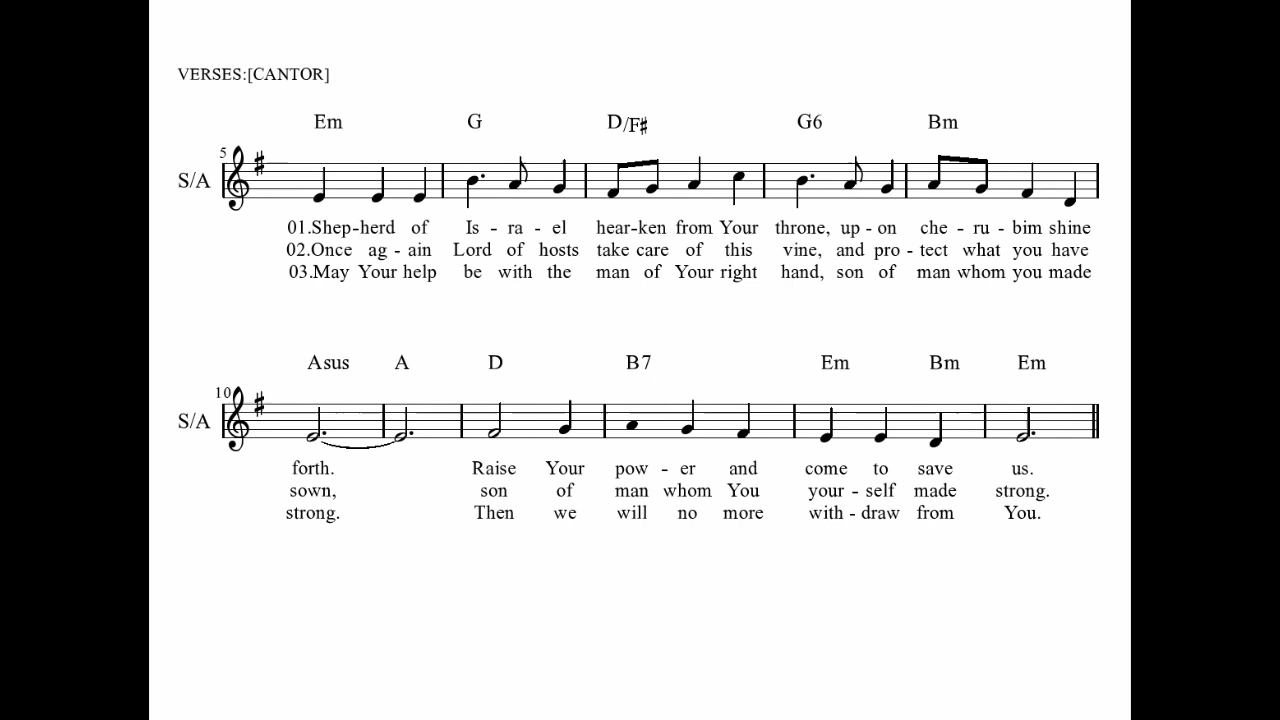 VERSES:[CANTOR]
Em G D/F# G6 Bm
5
S/A
01.Shep-herd of Is - ra - el hear-ken from Your throne, up - on che - ru - bim shine
02.Once ag - ain Lord of hosts take care of this vine, and pro - tect what you have
03.May Your help be with the man of Your right hand, son of man whom you made
Asus A D B7 Em Bm Em
10
S/A
forth. Raise Your pow - er and come to save us.
sown, son of man whom You your - self made strong.
strong. Then we will no more with - draw from You.